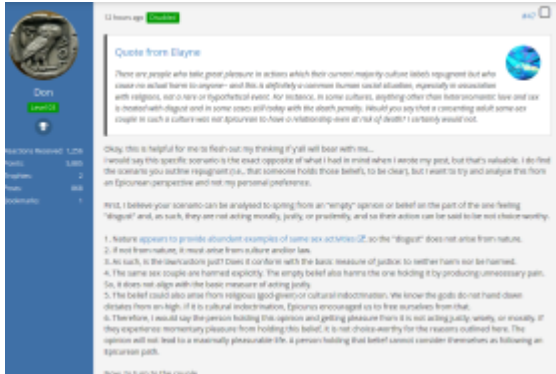 12 hours ago
#47
Quote from Elayne
There are people who take great pleasure in actions which their current majority culture labels repugnant but who
cause no actual harm to anyone-- and this is definitely a common human social situation, especially in association
with religions, not a rare or hypothetical event. For instance, in some cultures, anything other than heteroromantic love and sex
is treated with disgust and in some cases still today with the death penalty. Would you say that a consenting adult same sex
couple in such a culture was not Epicurean to have a relationship even at risk of death? I certainly would not.
Don
Level 03
Reactions Received 1,256
Points
Trophies 2
Posts
Bookmarks 1
Okay, this is helpful for me to flesh out my thinking if y'all will bear with me...
I would say this specific scenario is the exact opposite of what I had in mind when I wrote my post, but that's valuable. I do find
the scenario you outline repugnant (i.e., that someone holds those beliefs, to be clear), but I want to try and analyse this from
an Epicurean perspective and not my personal preference.
First, I believe your scenario can be analysed to spring from an "empty" opinion or belief on the part of the one feeling
"disgust" and, as such, they are not acting morally, justly, or prudently, and so their action can be said to be not choice-worthy.
1. Nature appears to provide abundant examples of same sex activities, so the "disgust" does not arise from nature.
2. If not from nature, it must arise from culture and/or law.
3. As such, is the law/custom just? Does it conform with the basic measure of justice: to neither harm nor be harmed.
4. The same sex couple are harmed explicitly. The empty belief also harms the one holding it by producing unnecessary pain.
So, it does not align with the basic measure of acting justly.
5. The belief could also arise from religious (god-given) or cultural indoctrination. We know the gods do not hand down
dictates from on-high. If it is cultural indoctrination, Epicurus encouraged us to free ourselves from that.
6. Therefore, I would say the person holding this opinion and getting pleasure from it is not acting justly, wisely, or morally. If
they experience momentary pleasure from holding this belief, it is not choice-worthy for the reasons outlined here. The
opinion will not lead to a maximally pleasurable life. A person holding that belief cannot consider themselves as following an
Epicurean path.
Now, to turn to the couple.